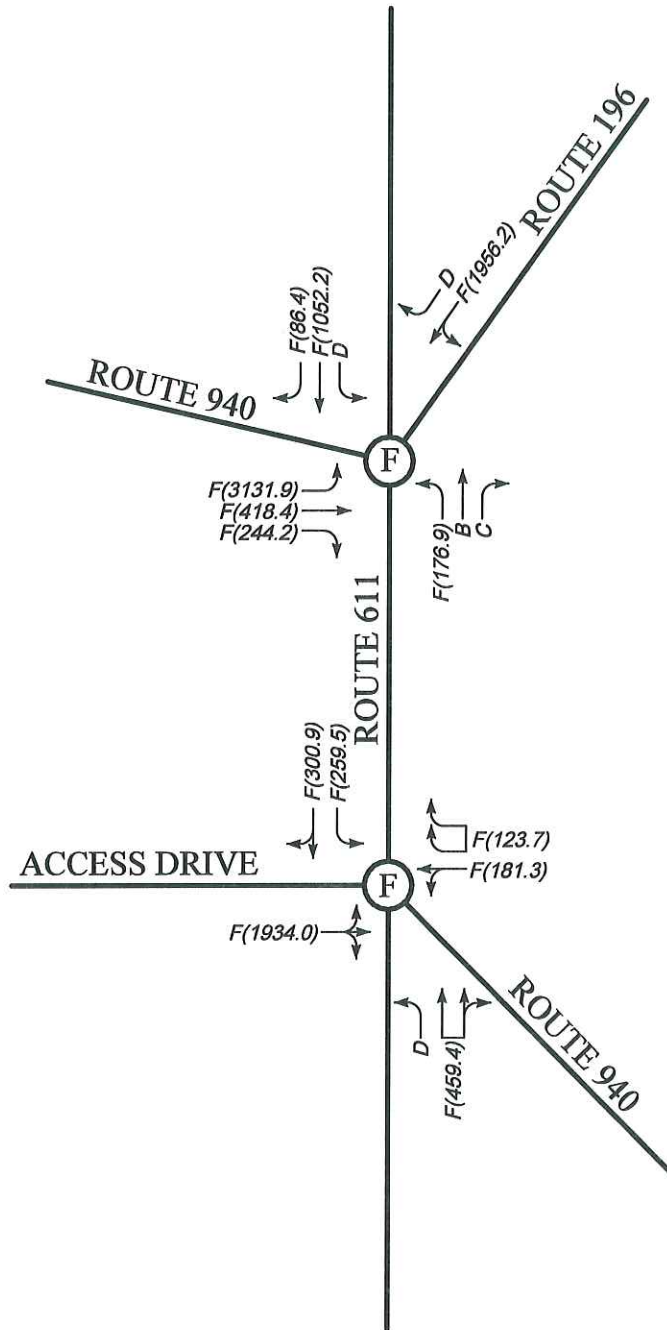 ROUTE 196
D
F(1956.2)
F(86.4)
F(1052.2)
D
ROUTE 940
F
F(3131.9)
F(418.4)
F(244.2)
F(176.9)
B
C
ROUTE 611
F(300.9)
F(259.5)
F(123.7)
F(181.3)
ACCESS DRIVE
F
F(1934.0)
D
F(459.4)
ROUTE 940